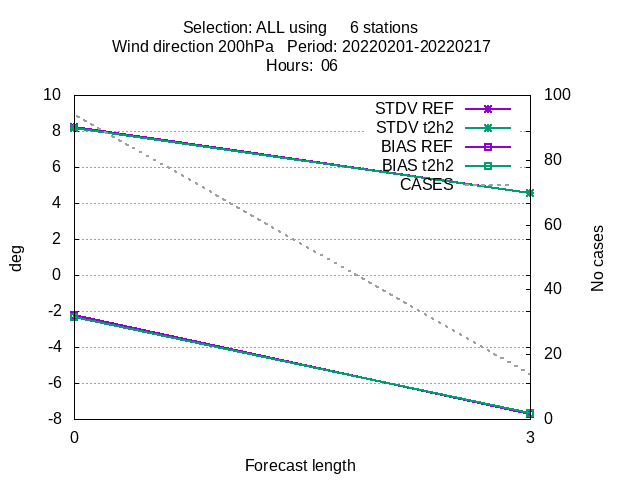 Selection: ALL using     6 stations
Wind direction 200hPa   Period: 20220201-20220217
Hours:  06
10
8
6
4
2
0
-2
-4
-6
-8
deg
100
80
60
40
20
0
No cases
STDV REF
STDV t2h2
BIAS REF
BIAS t2h2
CASES
0
3
Forecast length